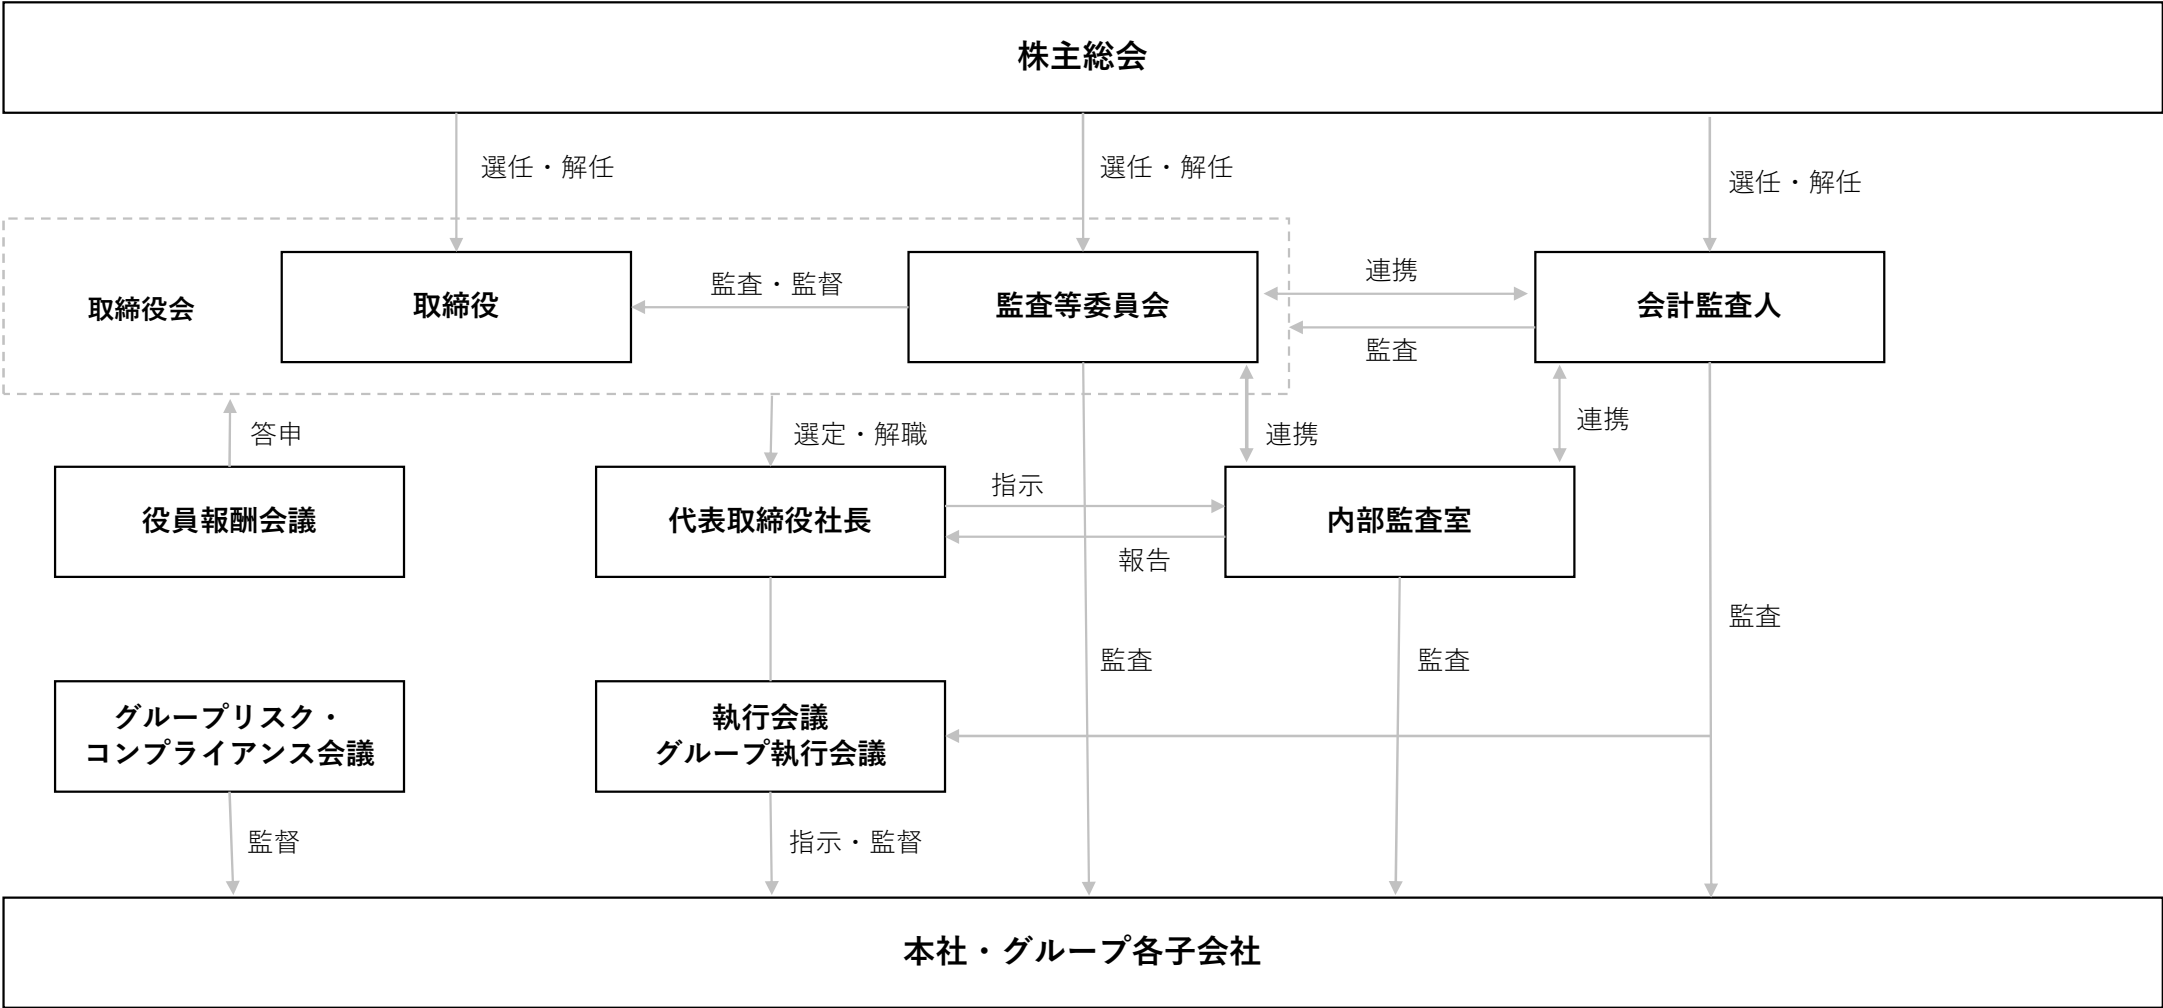 株主総会
選任・解任
選任・解任
選任・解任
取締役会
取締役
監査・監督
監査等委員会
連携
監査
会計監査人
答申
選定・解職
連携
連携
役員報酬会議
代表取締役社長
指示
報告
内部監査室
監査
監査
監査
グループリスク・
コンプライアンス会議
執行会議
グループ執行会議
監督
指示・監督
本社・グループ各子会社